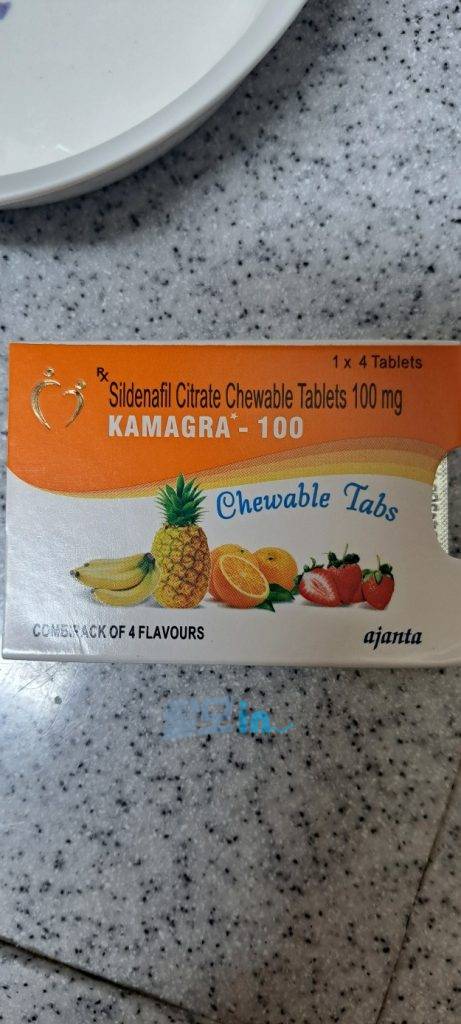 1 x 4 Tablets
Rx Sildenafil Citrate Chewable Tablets 100 mg
KAMAGRA* - 100
Chewable Tabs
COMBIPACK OF 4 FLAVOURS
ajanta
in